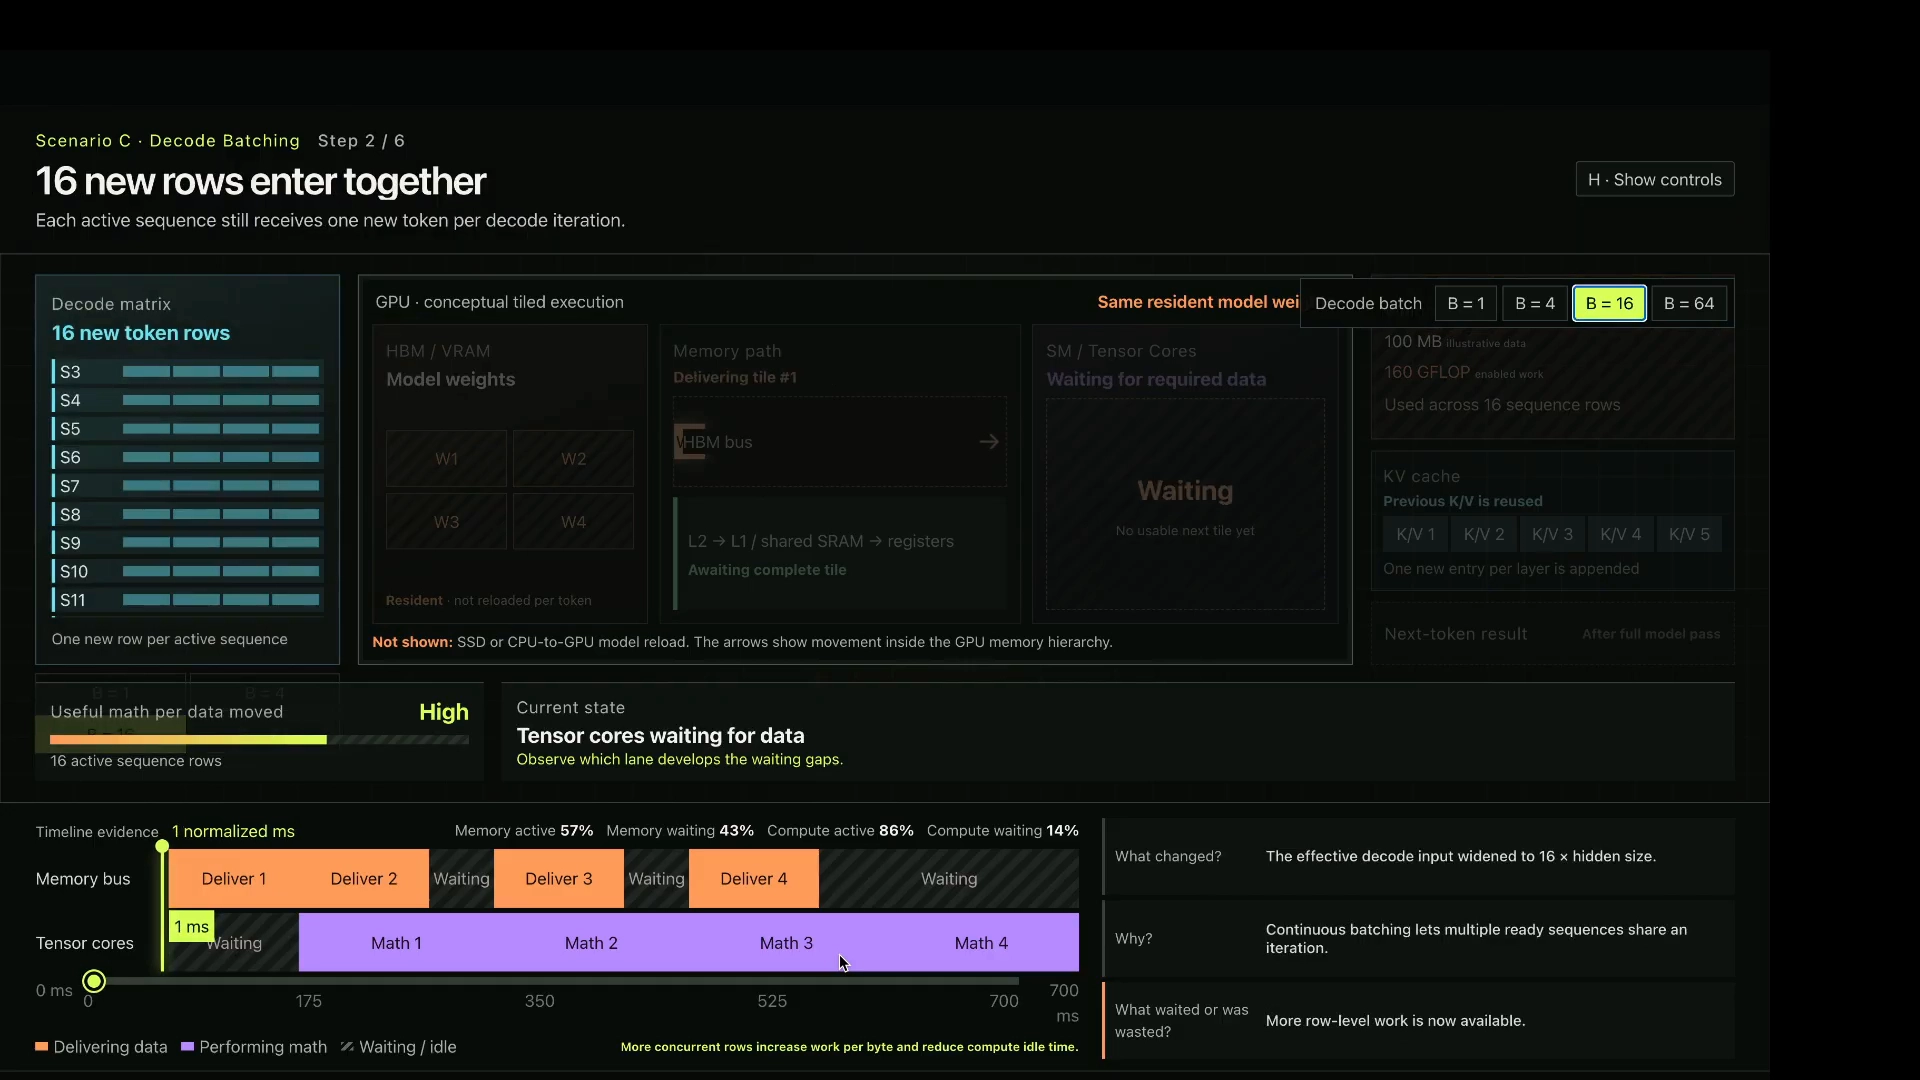 Scenario C · Decode Batching Step 2 / 6
16 new rows enter together
Each active sequence still receives one new token per decode iteration.
H · Show controls
Decode matrix
16 new token rows
S3
S4
S5
S6
S7
S8
S9
S10
S11
One new row per active sequence
GPU · conceptual tiled execution
Same resident model wei
HBM / VRAM
Model weights
W1 W2
W3 W4
Resident · not reloaded per token
Memory path
Delivering tile #1
HBM bus →
L2 → L1 / shared SRAM → registers
Awaiting complete tile
SM / Tensor Cores
Waiting for required data
Waiting
No usable next tile yet
Not shown: SSD or CPU-to-GPU model reload. The arrows show movement inside the GPU memory hierarchy.
Decode batch B = 1 B = 4 B = 16 B = 64
100 MB illustrative data
160 GFLOP enabled work
Used across 16 sequence rows
KV cache
Previous K/V is reused
K/V 1 K/V 2 K/V 3 K/V 4 K/V 5
One new entry per layer is appended
Next-token result After full model pass
B = 1 B = 4
B = 16
Useful math per data moved High
16 active sequence rows
Current state
Tensor cores waiting for data
Observe which lane develops the waiting gaps.
Timeline evidence 1 normalized ms
Memory active 57% Memory waiting 43% Compute active 86% Compute waiting 14%
Memory bus Deliver 1 Deliver 2 Waiting Deliver 3 Waiting Deliver 4 Waiting
1 ms
Tensor cores Waiting Math 1 Math 2 Math 3 Math 4
0 ms 0 175 350 525 700 700 ms
Delivering data Performing math Waiting / idle
More concurrent rows increase work per byte and reduce compute idle time.
What changed? The effective decode input widened to 16 × hidden size.
Why? Continuous batching lets multiple ready sequences share an
iteration.
What waited or was
wasted?
More row-level work is now available.